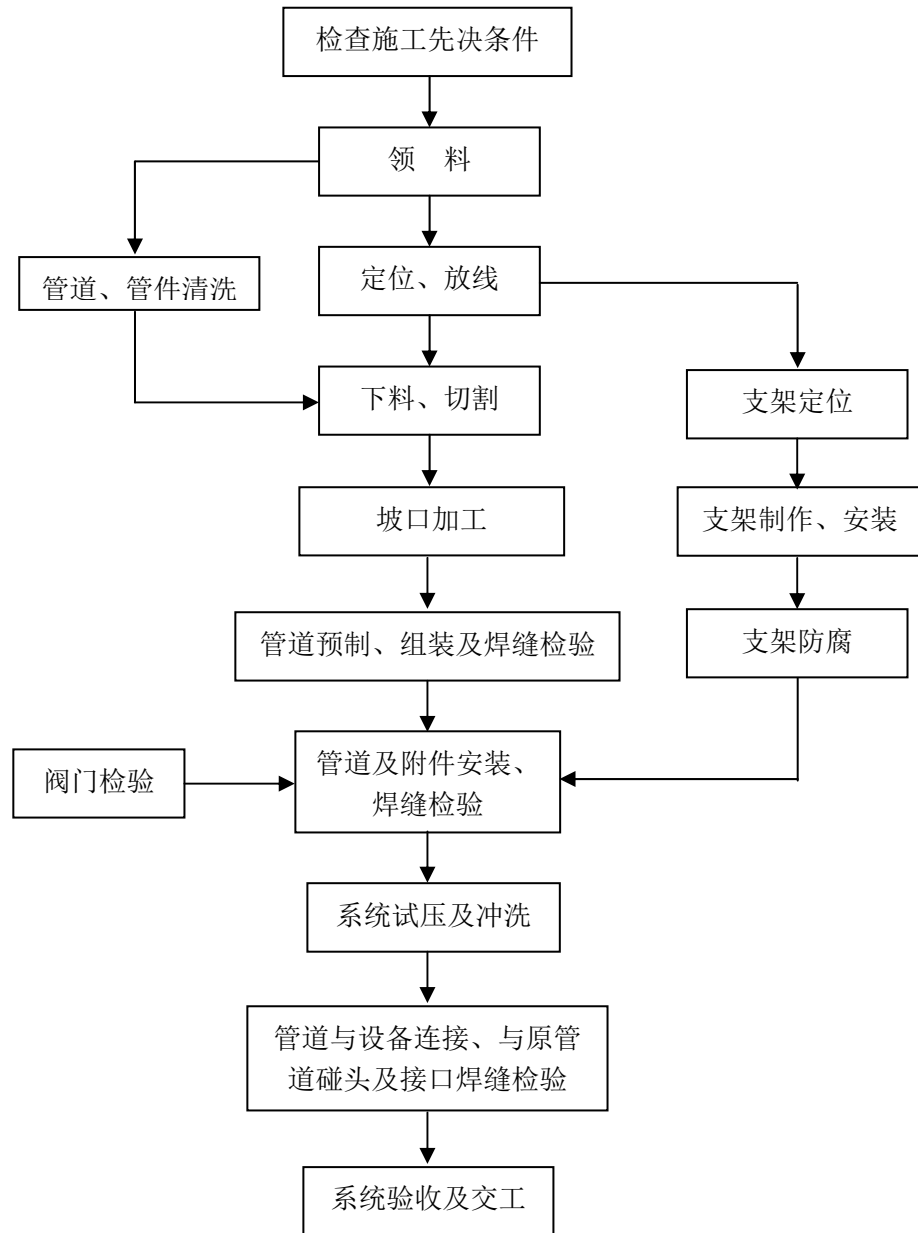 检查施工先决条件
领　料
管道、管件清洗
定位、放线
下料、切割
支架定位
坡口加工
支架制作、安装
管道预制、组装及焊缝检验
支架防腐
阀门检验
管道及附件安装、
焊缝检验
系统试压及冲洗
管道与设备连接、与原管
道碰头及接口焊缝检验
系统验收及交工